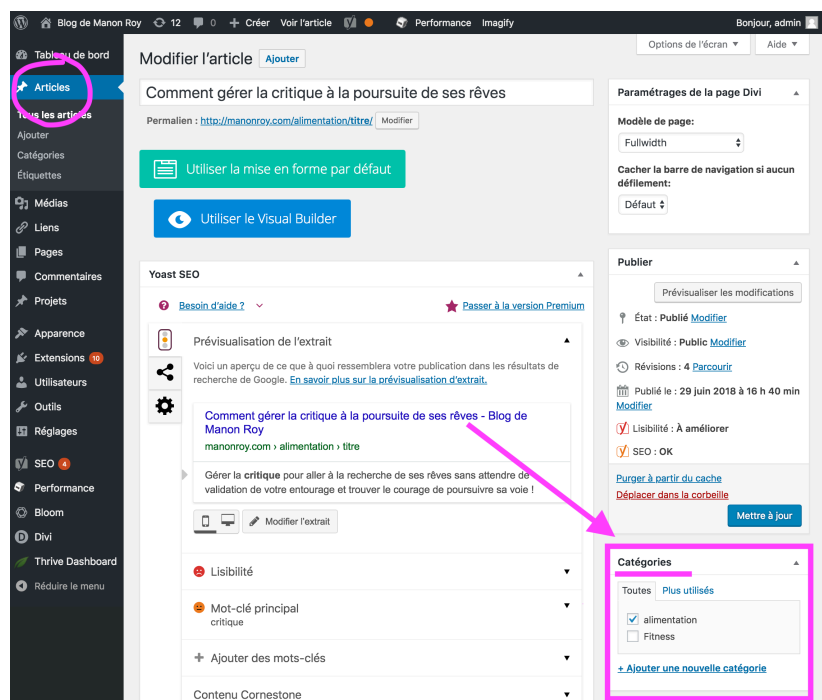 Blog de Manon Roy 12 0 + Créer Voir l'article Performance Imagify Bonjour, admin
Tableau de bord
Articles
Tous les articles
Ajouter
Catégories
Étiquettes
Médias
Liens
Pages
Commentaires
Projets
Apparence
Extensions 10
Utilisateurs
Outils
Réglages
SEO 4
Performance
Bloom
Divi
Thrive Dashboard
Réduire le menu
Options de l'écran ▼ Aide ▼
Modifier l'article Ajouter
Comment gérer la critique à la poursuite de ses rêves
Permalien : http://manonroy.com/alimentation/titre/ Modifier
Utiliser la mise en forme par défaut
Utiliser le Visual Builder
Yoast SEO
Besoin d'aide ? Passer à la version Premium
Prévisualisation de l'extrait
Voici un aperçu de ce que à quoi ressemblera votre publication dans les résultats de
recherche de Google. En savoir plus sur la prévisualisation d'extrait.
Comment gérer la critique à la poursuite de ses rêves - Blog de
Manon Roy
manonroy.com › alimentation › titre
Gérer la critique pour aller à la recherche de ses rêves sans attendre de
validation de votre entourage et trouver le courage de poursuivre sa voie !
Modifier l'extrait
Lisibilité
Mot-clé principal
critique
+ Ajouter des mots-clés
Contenu Cornestone
Paramétrages de la page Divi
Modèle de page:
Fullwidth
Cacher la barre de navigation si aucun
défilement:
Défaut
Publier
Prévisualiser les modifications
État : Publié Modifier
Visibilité : Public Modifier
Révisions : 4 Parcourir
Publié le : 29 juin 2018 à 16 h 40 min
Modifier
Lisibilité : À améliorer
SEO : OK
Purger à partir du cache
Déplacer dans la corbeille
Mettre à jour
Catégories
Toutes Plus utilisés
alimentation
Fitness
+ Ajouter une nouvelle catégorie